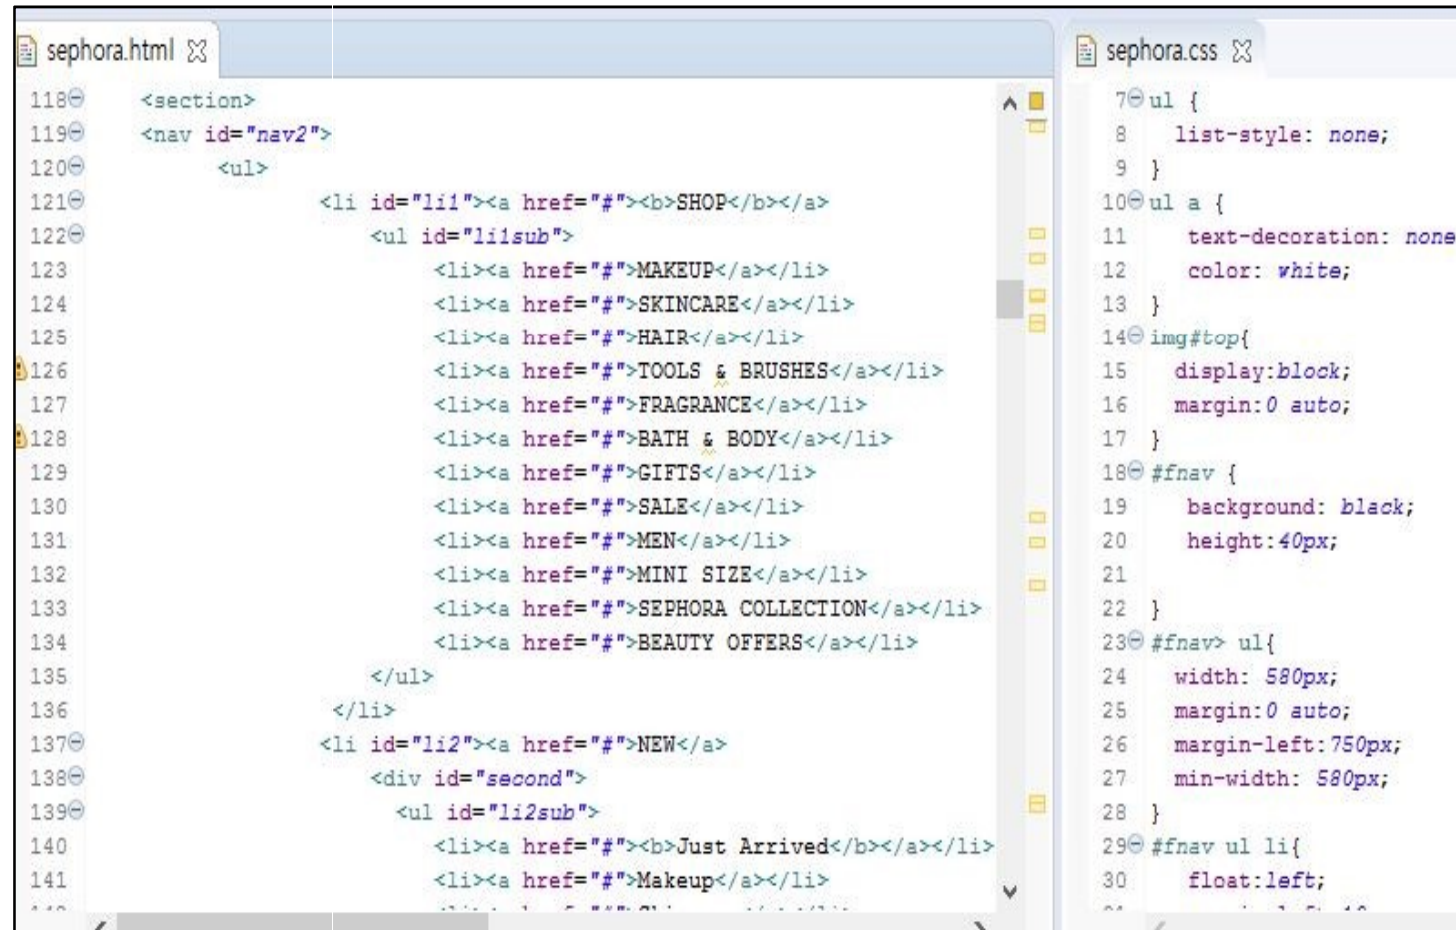 sephora.html
118 <section>
119 <nav id="nav2">
120 <ul>
121 <li id="li1"><a href="#"><b>SHOP</b></a>
122 <ul id="li1sub">
123 <li><a href="#">MAKEUP</a></li>
124 <li><a href="#">SKINCARE</a></li>
125 <li><a href="#">HAIR</a></li>
126 <li><a href="#">TOOLS & BRUSHES</a></li>
127 <li><a href="#">FRAGRANCE</a></li>
128 <li><a href="#">BATH & BODY</a></li>
129 <li><a href="#">GIFTS</a></li>
130 <li><a href="#">SALE</a></li>
131 <li><a href="#">MEN</a></li>
132 <li><a href="#">MINI SIZE</a></li>
133 <li><a href="#">SEPHORA COLLECTION</a></li>
134 <li><a href="#">BEAUTY OFFERS</a></li>
135 </ul>
136 </li>
137 <li id="li2"><a href="#">NEW</a>
138 <div id="second">
139 <ul id="li2sub">
140 <li><a href="#"><b>Just Arrived</b></a></li>
141 <li><a href="#">Makeup</a></li>
sephora.css
7 ul {
8 list-style: none;
9 }
10 ul a {
11 text-decoration: none
12 color: white;
13 }
14 img#top{
15 display:block;
16 margin:0 auto;
17 }
18 #fnav {
19 background: black;
20 height:40px;
21
22 }
23 #fnav> ul{
24 width: 580px;
25 margin:0 auto;
26 margin-left:750px;
27 min-width: 580px;
28 }
29 #fnav ul li{
30 float:left;